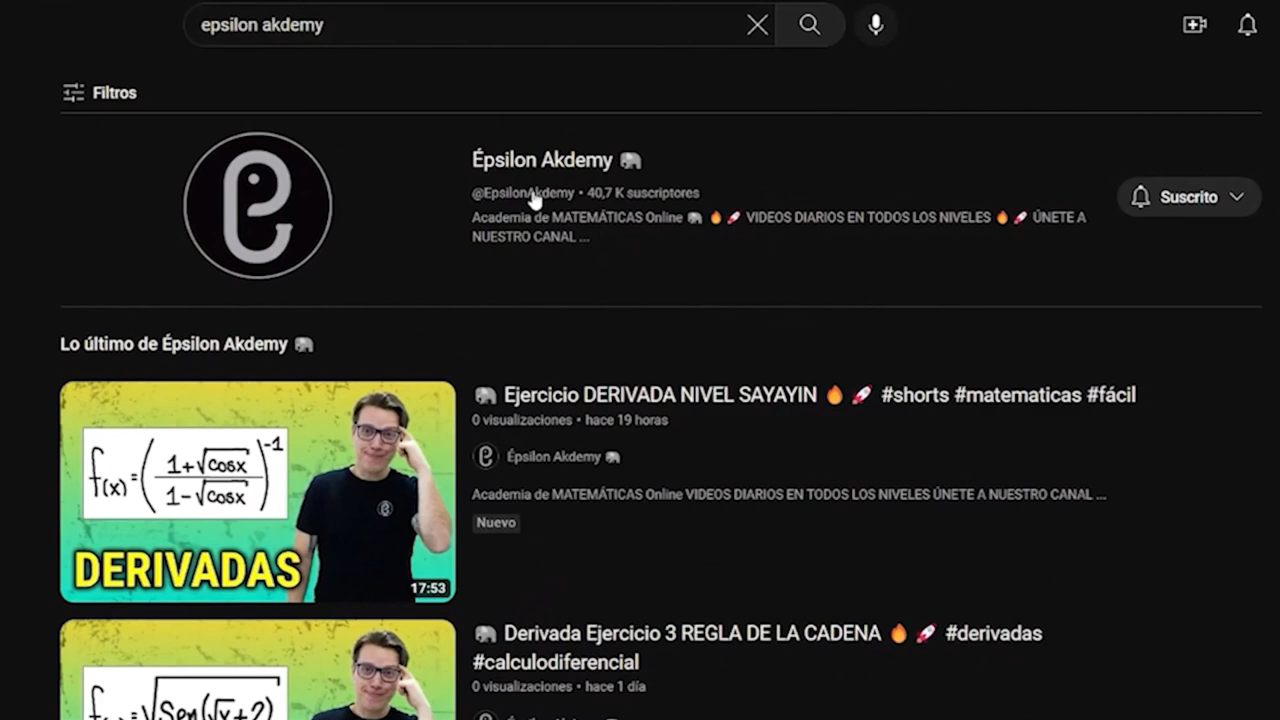 epsilon akdemy
Filtros
Épsilon Akdemy 🐘
@EpsilonAkdemy • 40,7 K suscriptores
Academia de MATEMÁTICAS Online 🐘 🔥 🚀 VIDEOS DIARIOS EN TODOS LOS NIVELES 🔥 🚀 ÚNETE A
NUESTRO CANAL ...
Suscrito
Lo último de Épsilon Akdemy 🐘
f(x)=(1+√cosx / 1-√cosx)^-1
DERIVADAS
17:53
🐘 Ejercicio DERIVADA NIVEL SAYAYIN 🔥 🚀 #shorts #matematicas #fácil
0 visualizaciones • hace 19 horas
Épsilon Akdemy 🐘
Academia de MATEMÁTICAS Online VIDEOS DIARIOS EN TODOS LOS NIVELES ÚNETE A NUESTRO CANAL ...
Nuevo
√Sen(√x+2)
🐘 Derivada Ejercicio 3 REGLA DE LA CADENA 🔥 🚀 #derivadas
#calculodiferencial
0 visualizaciones • hace 1 día